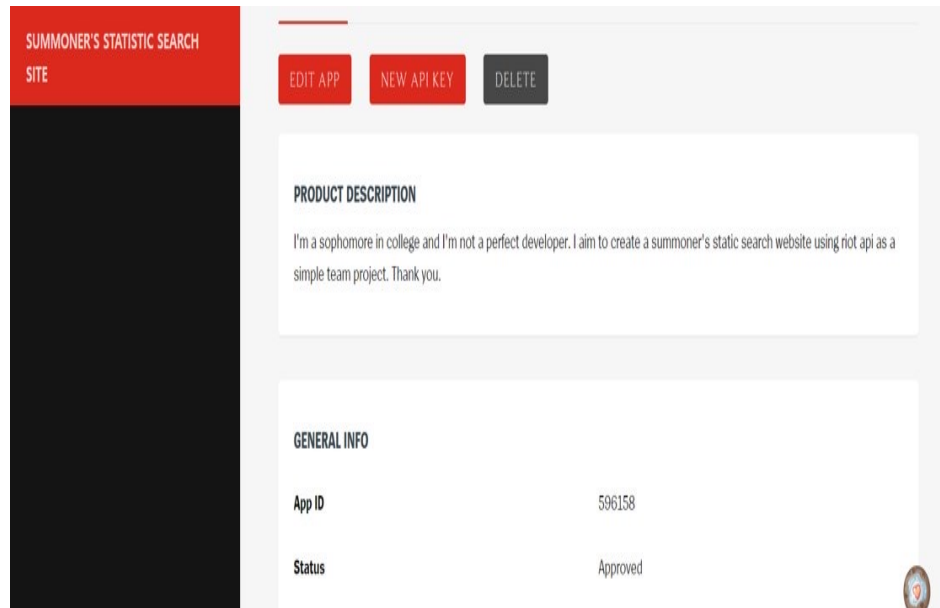 SUMMONER'S STATISTIC SEARCH
SITE
EDIT APP
NEW API KEY
DELETE
PRODUCT DESCRIPTION
I'm a sophomore in college and I'm not a perfect developer. I aim to create a summoner's static search website using riot api as a
simple team project. Thank you.
GENERAL INFO
App ID 596158
Status Approved